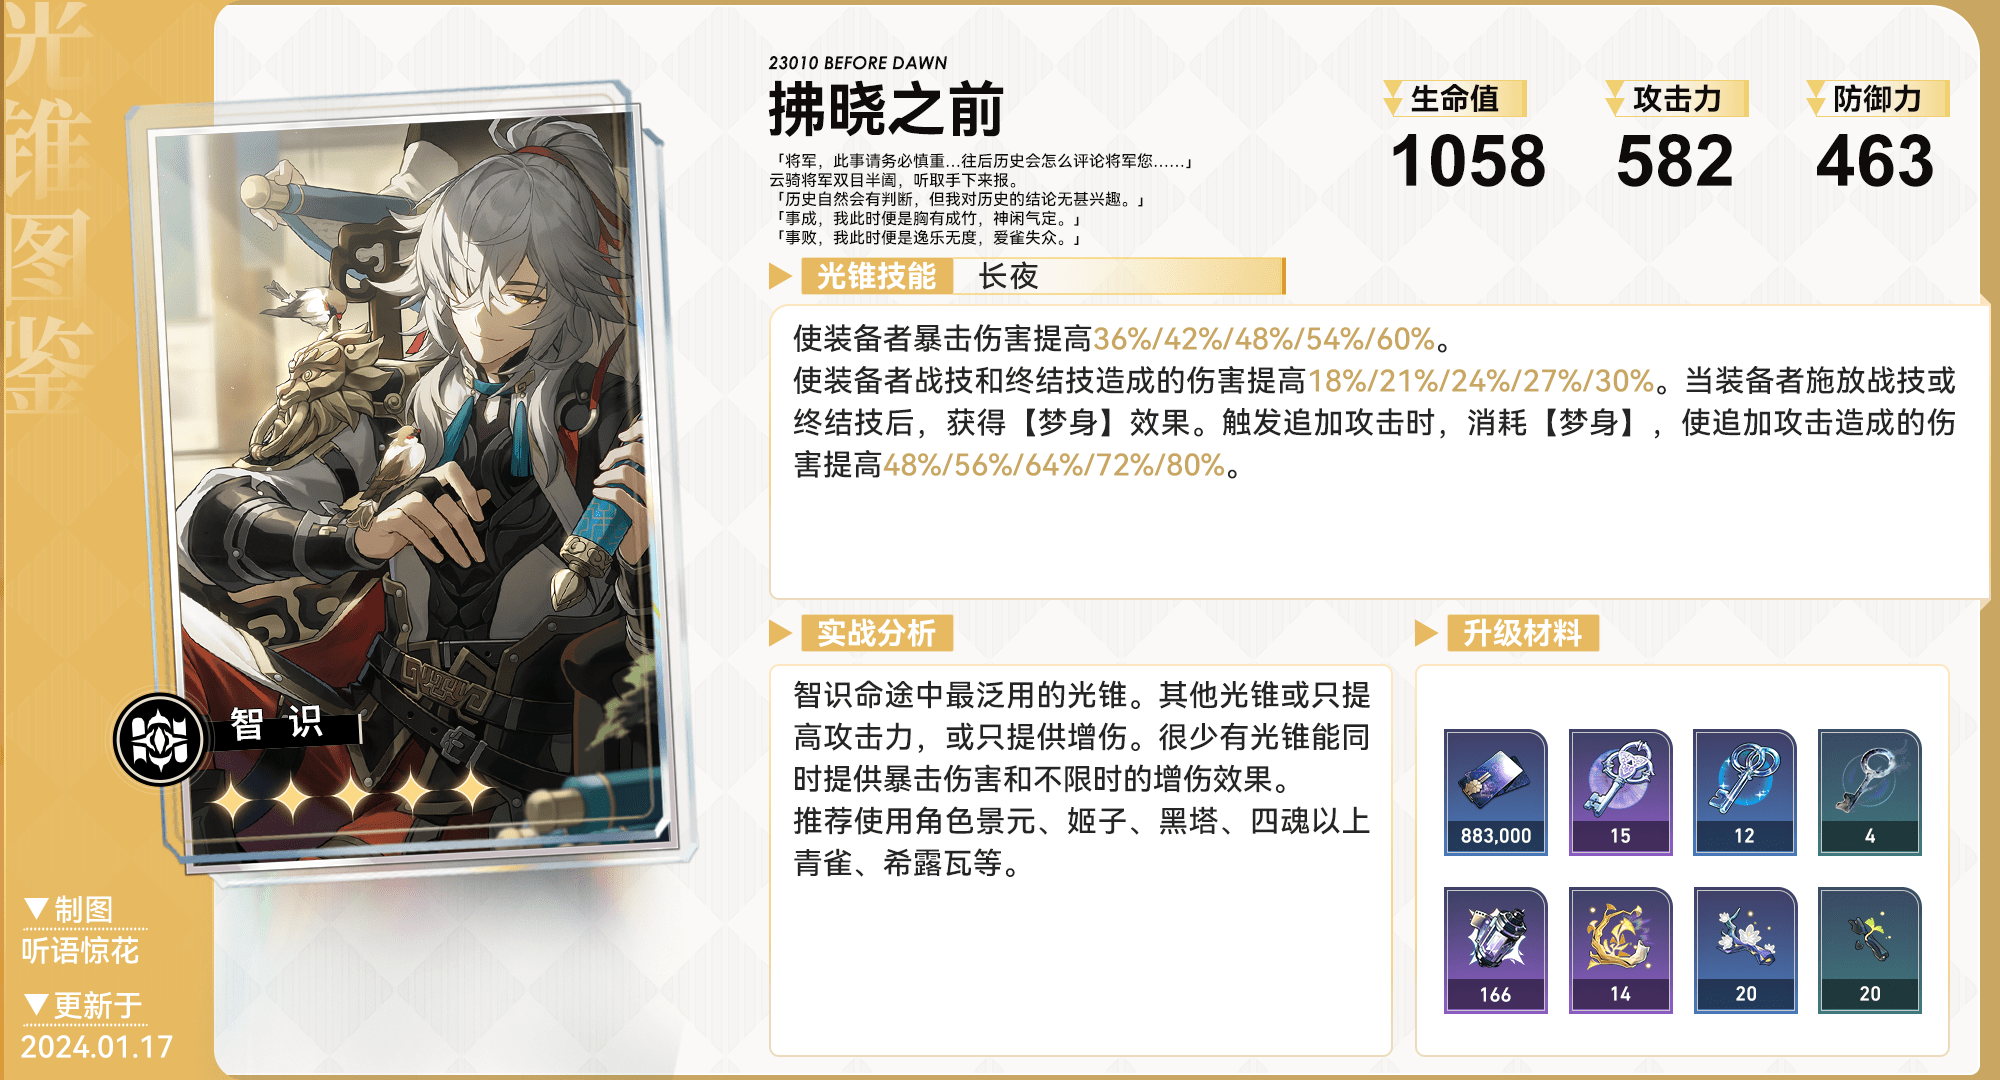 光锥图鉴
23010 BEFORE DAWN
拂晓之前
「将军，此事请务必慎重…往后历史会怎么评论将军您……」
云骑将军双目半阖，听取手下来报。
「历史自然会有判断，但我对历史的结论无甚兴趣。」
「事成，我此时便是胸有成竹，神闲气定。」
「事败，我此时便是逸乐无度，爱雀失众。」
生命值
1058
攻击力
582
防御力
463
光锥技能
长夜
使装备者暴击伤害提高36%/42%/48%/54%/60%。
使装备者战技和终结技造成的伤害提高18%/21%/24%/27%/30%。当装备者施放战技或
终结技后，获得【梦身】效果。触发追加攻击时，消耗【梦身】，使追加攻击造成的伤
害提高48%/56%/64%/72%/80%。
智识
实战分析
智识命途中最泛用的光锥。其他光锥或只提
高攻击力，或只提供增伤。很少有光锥能同
时提供暴击伤害和不限时的增伤效果。
推荐使用角色景元、姬子、黑塔、四魂以上
青雀、希露瓦等。
升级材料
883,000
15
12
4
166
14
20
20
▼制图
听语惊花
▼更新于
2024.01.17